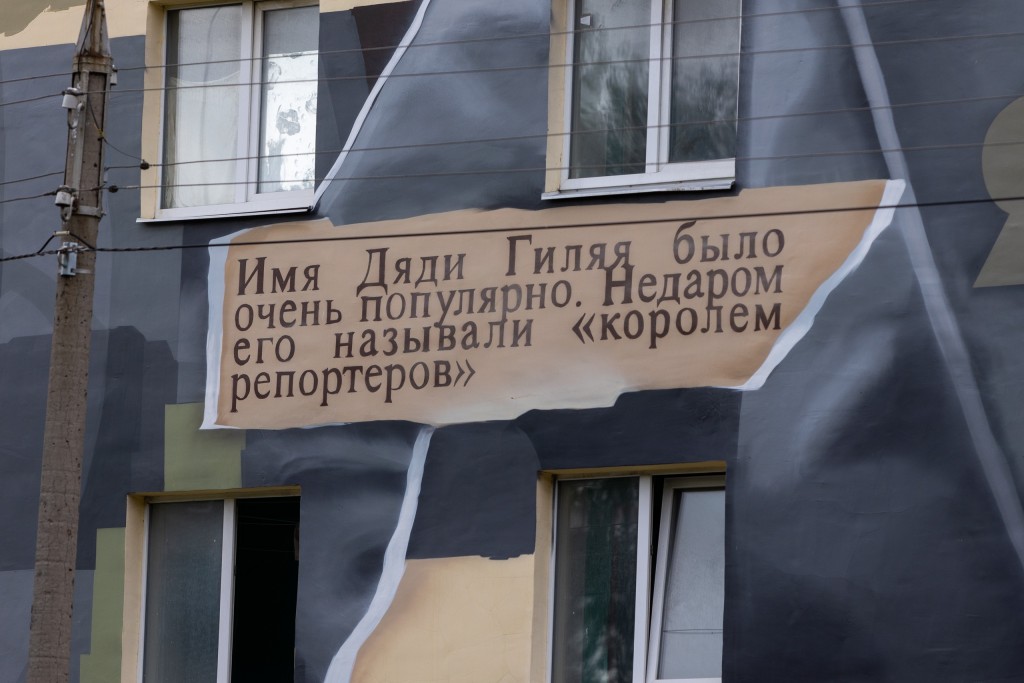 Имя Дяди Гиляя было
очень популярно. Недаром
его называли «королем
репортеров»